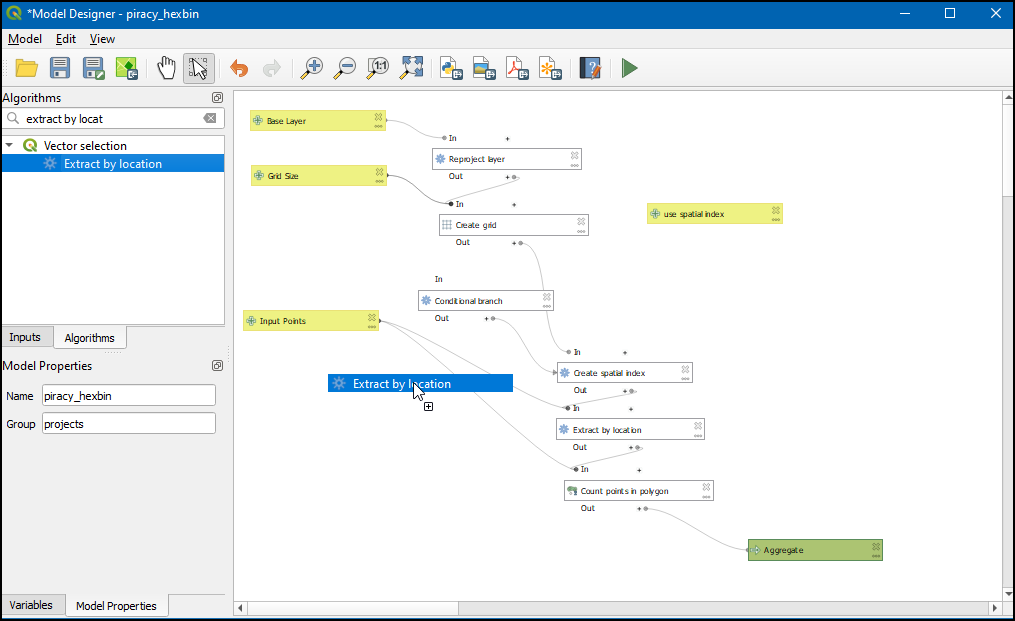 *Model Designer - piracy_hexbin
Model Edit View
1:1
Algorithms
extract by locat
Vector selection
Extract by location
Inputs Algorithms
Model Properties
Name piracy_hexbin
Group projects
Variables Model Properties
Base Layer
In +
Reproject layer
Out +
Grid Size
In +
Create grid
Out +
use spatial index
In
Conditional branch
Out +
Input Points
In +
Create spatial index
Out +
Extract by location
In +
Extract by location
Out +
In +
Count points in polygon
Out +
Aggregate